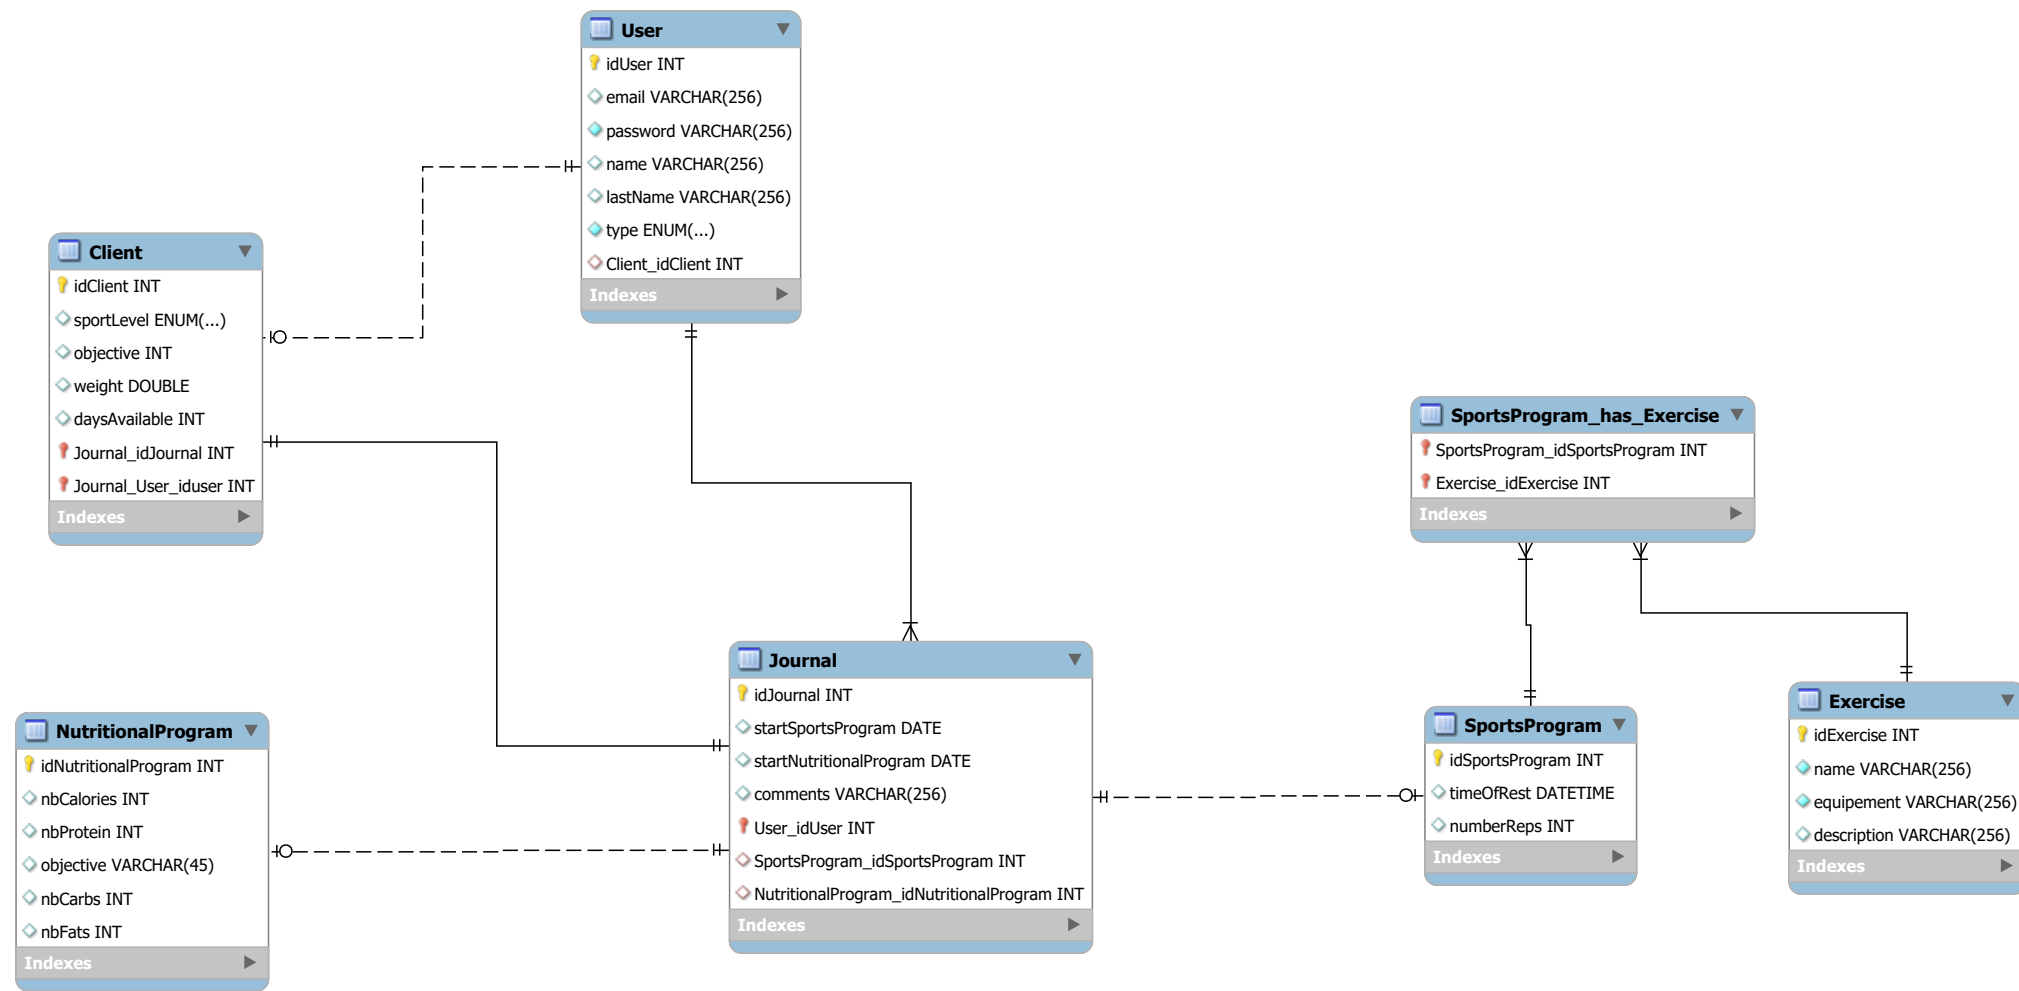 User
idUser INT
email VARCHAR(256)
password VARCHAR(256)
name VARCHAR(256)
lastName VARCHAR(256)
type ENUM(...)
Client_idClient INT
Indexes
Client
idClient INT
sportLevel ENUM(...)
objective INT
weight DOUBLE
daysAvailable INT
Journal_idJournal INT
Journal_User_iduser INT
Indexes
SportsProgram_has_Exercise
SportsProgram_idSportsProgram INT
Exercise_idExercise INT
Indexes
Journal
idJournal INT
startSportsProgram DATE
startNutritionalProgram DATE
comments VARCHAR(256)
User_idUser INT
SportsProgram_idSportsProgram INT
NutritionalProgram_idNutritionalProgram INT
Indexes
NutritionalProgram
idNutritionalProgram INT
nbCalories INT
nbProtein INT
objective VARCHAR(45)
nbCarbs INT
nbFats INT
Indexes
SportsProgram
idSportsProgram INT
timeOfRest DATETIME
numberReps INT
Indexes
Exercise
idExercise INT
name VARCHAR(256)
equipement VARCHAR(256)
description VARCHAR(256)
Indexes